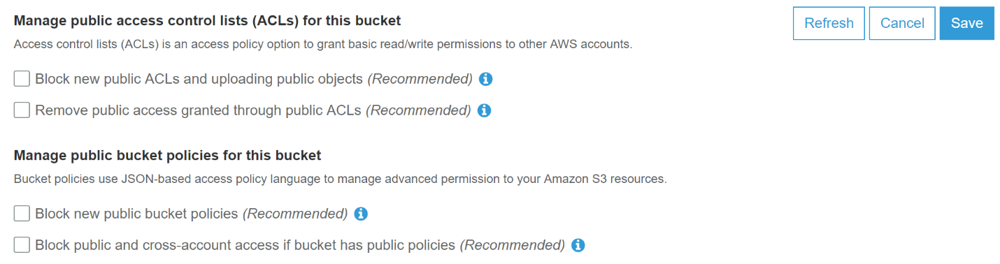 Manage public access control lists (ACLs) for this bucket
Refresh
Cancel
Save
Access control lists (ACLs) is an access policy option to grant basic read/write permissions to other AWS accounts.
Block new public ACLs and uploading public objects (Recommended)
Remove public access granted through public ACLs (Recommended)
Manage public bucket policies for this bucket
Bucket policies use JSON-based access policy language to manage advanced permission to your Amazon S3 resources.
Block new public bucket policies (Recommended)
Block public and cross-account access if bucket has public policies (Recommended)